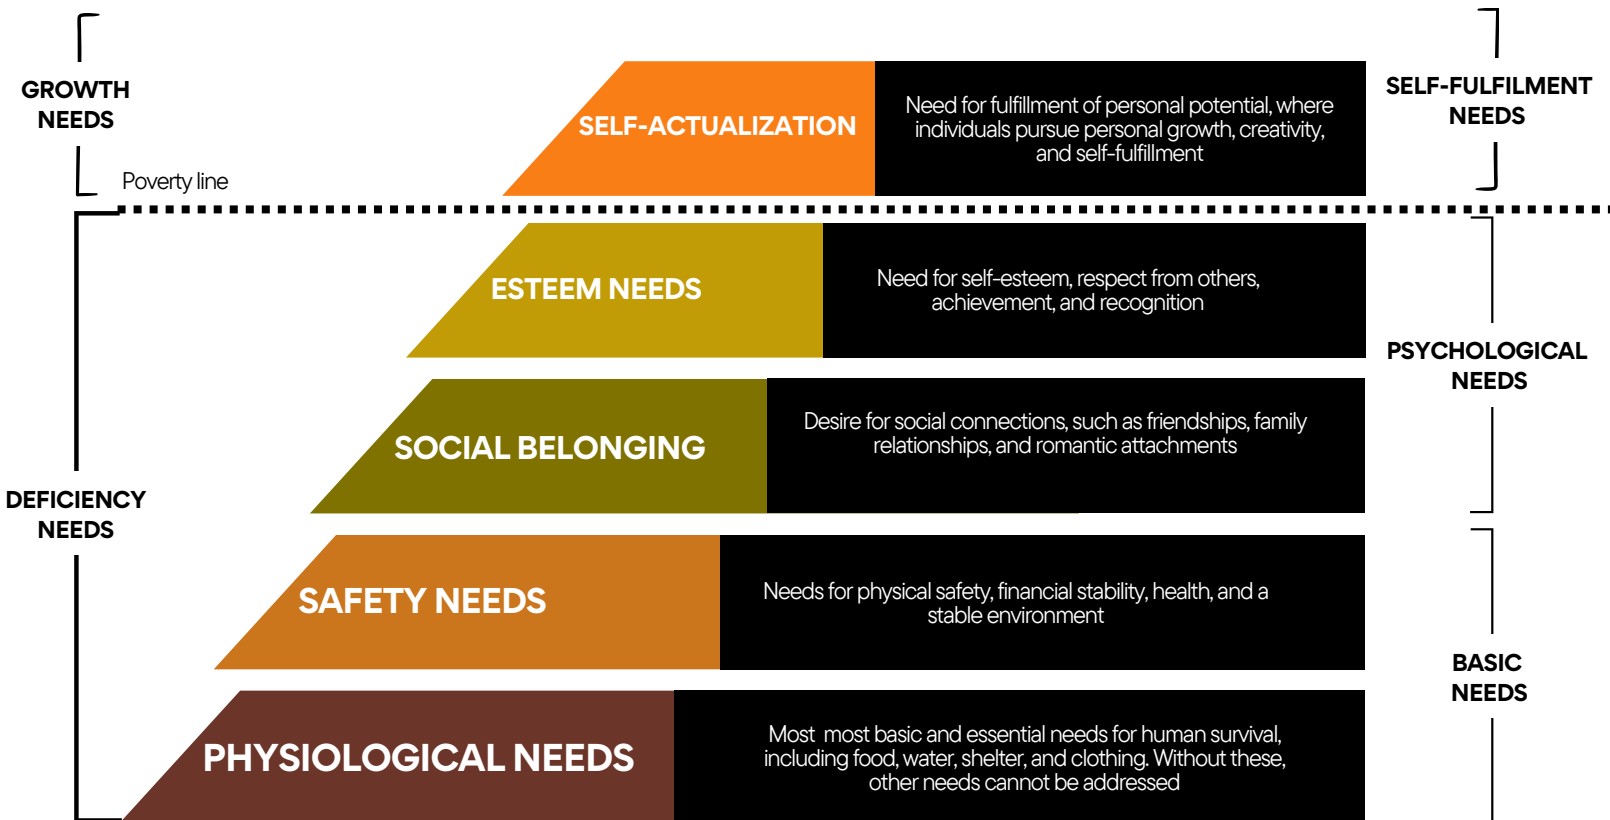 GROWTH
NEEDS
SELF-ACTUALIZATION
Need for fulfillment of personal potential, where
individuals pursue personal growth, creativity,
and self-fulfillment
SELF-FULFILMENT
NEEDS
Poverty line
ESTEEM NEEDS
Need for self-esteem, respect from others,
achievement, and recognition
PSYCHOLOGICAL
NEEDS
SOCIAL BELONGING
Desire for social connections, such as friendships, family
relationships, and romantic attachments
DEFICIENCY
NEEDS
SAFETY NEEDS
Needs for physical safety, financial stability, health, and a
stable environment
BASIC
NEEDS
PHYSIOLOGICAL NEEDS
Most most basic and essential needs for human survival,
including food, water, shelter, and clothing. Without these,
other needs cannot be addressed